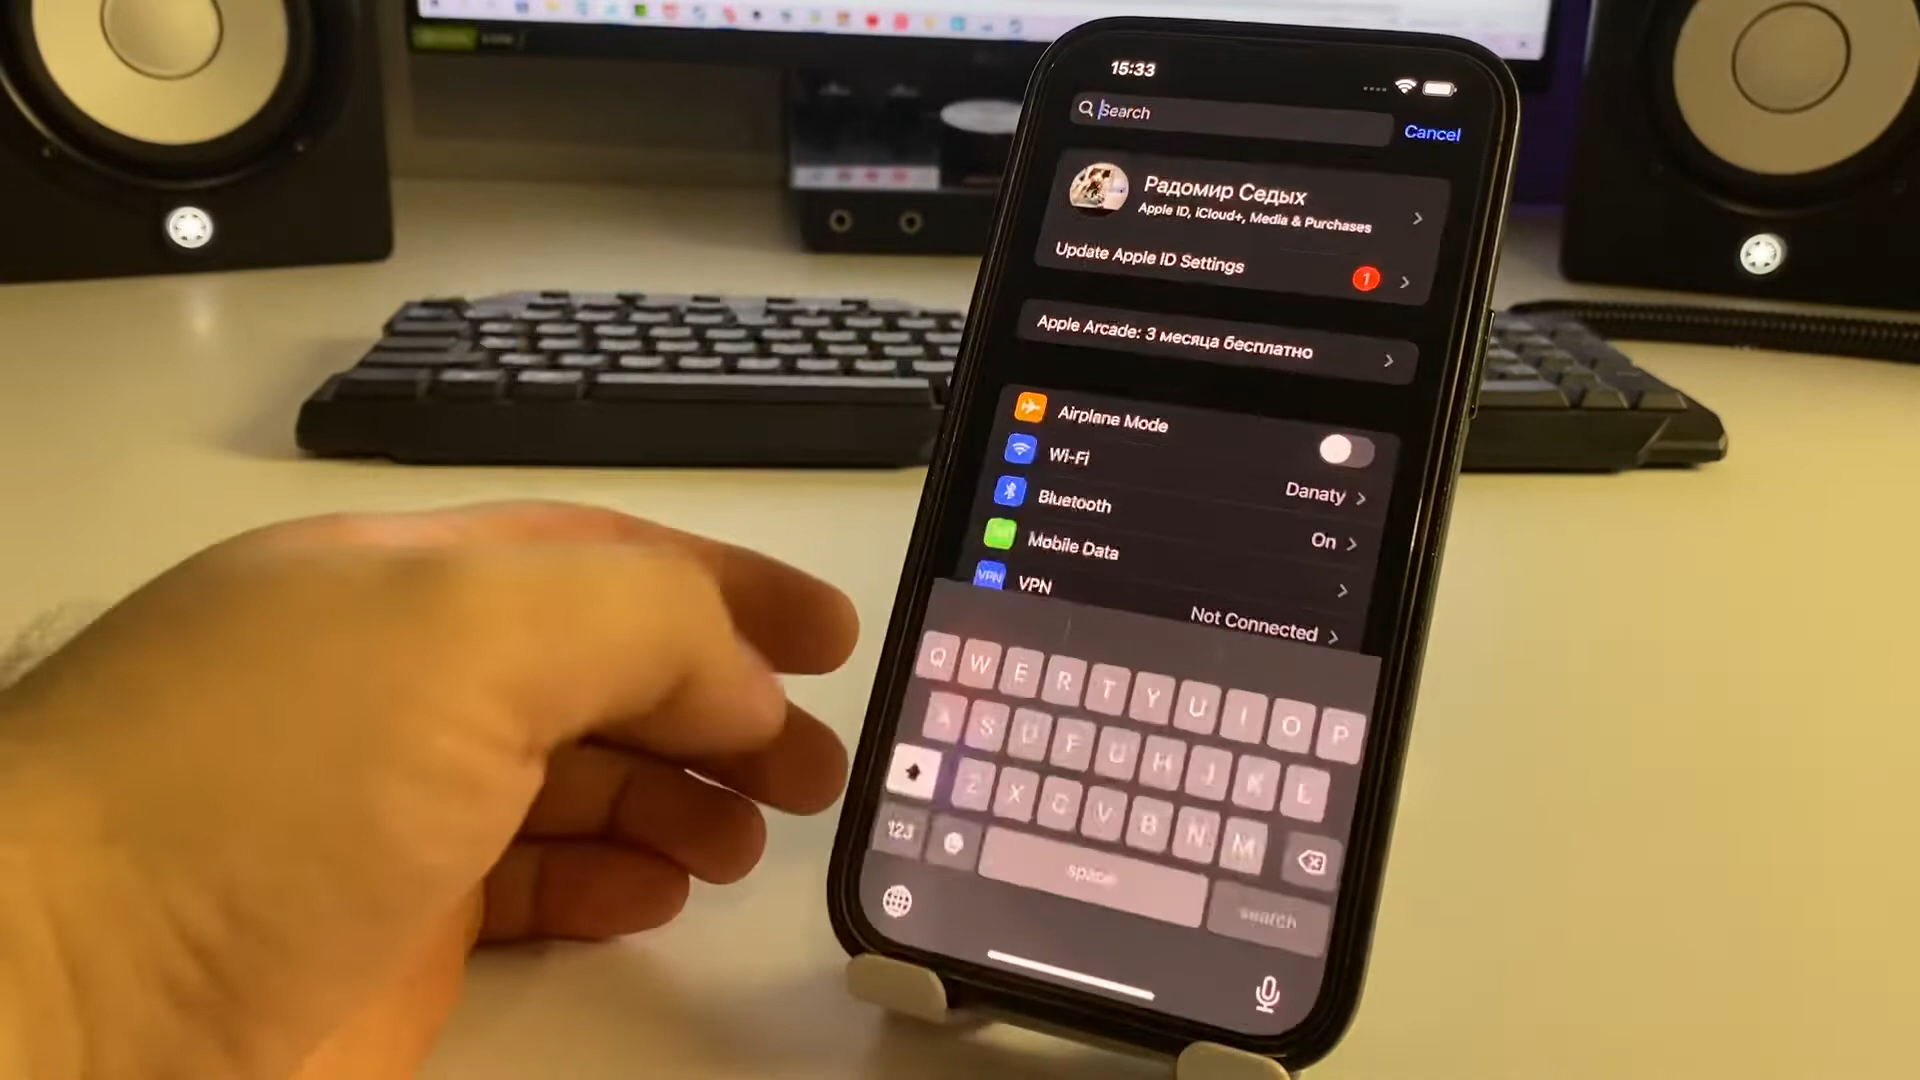 15:33
Search
Cancel
Радомир Седых
Apple ID, iCloud+, Media & Purchases
Update Apple ID Settings
1
Apple Arcade: 3 месяца бесплатно
Airplane Mode
Wi-Fi
Danaty
Bluetooth
On
Mobile Data
VPN
VPN
Not Connected
Q W E R T Y U I O P
A S D F H J K L
Z X C V B N M
123
space
search